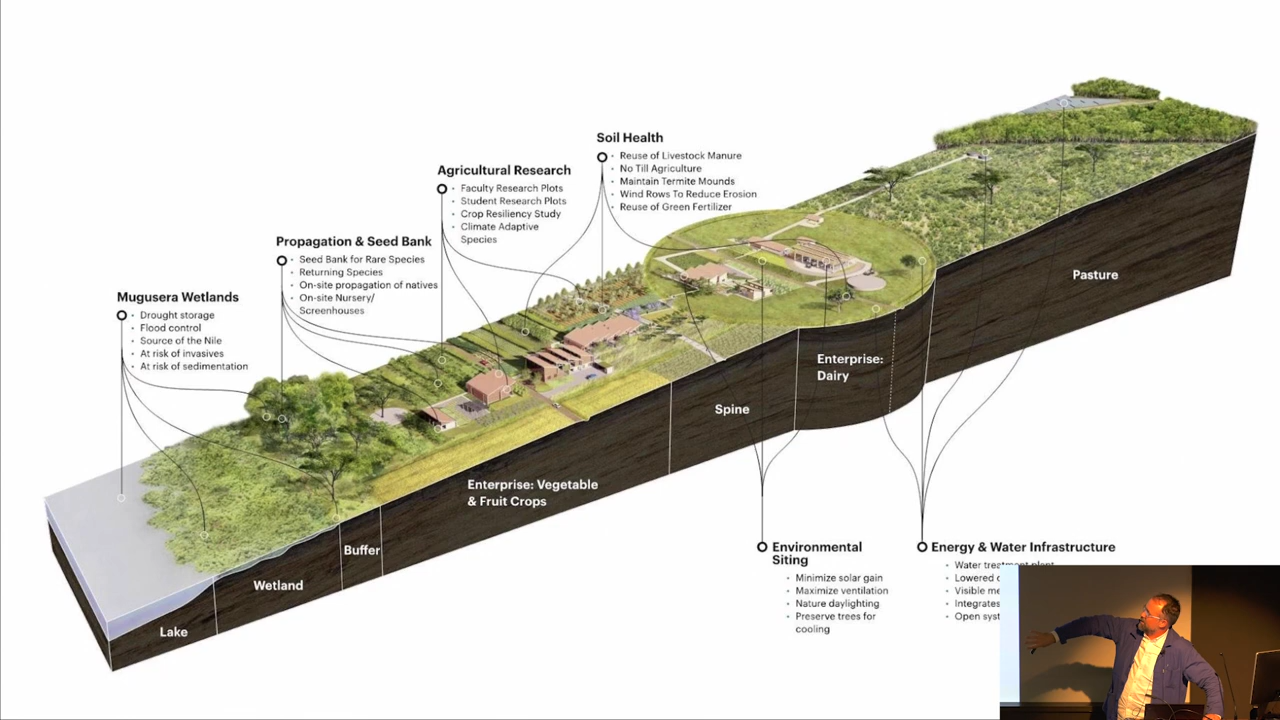 Soil Health
Reuse of Livestock Manure
No Till Agriculture
Maintain Termite Mounds
Wind Rows To Reduce Erosion
Reuse of Green Fertilizer
Agricultural Research
Faculty Research Plots
Student Research Plots
Crop Resiliency Study
Climate Adaptive
Species
Propagation & Seed Bank
Seed Bank for Rare Species
Returning Species
On-site propagation of natives
On-site Nursery/
Screenhouses
Mugusera Wetlands
Drought storage
Flood control
Source of the Nile
At risk of invasives
At risk of sedimentation
Pasture
Enterprise:
Dairy
Spine
Enterprise: Vegetable
& Fruit Crops
Buffer
Wetland
Lake
Environmental
Siting
Minimize solar gain
Maximize ventilation
Nature daylighting
Preserve trees for
cooling
Energy & Water Infrastructure
Water treatment plant
Lowered
Visible
Integrates
Open